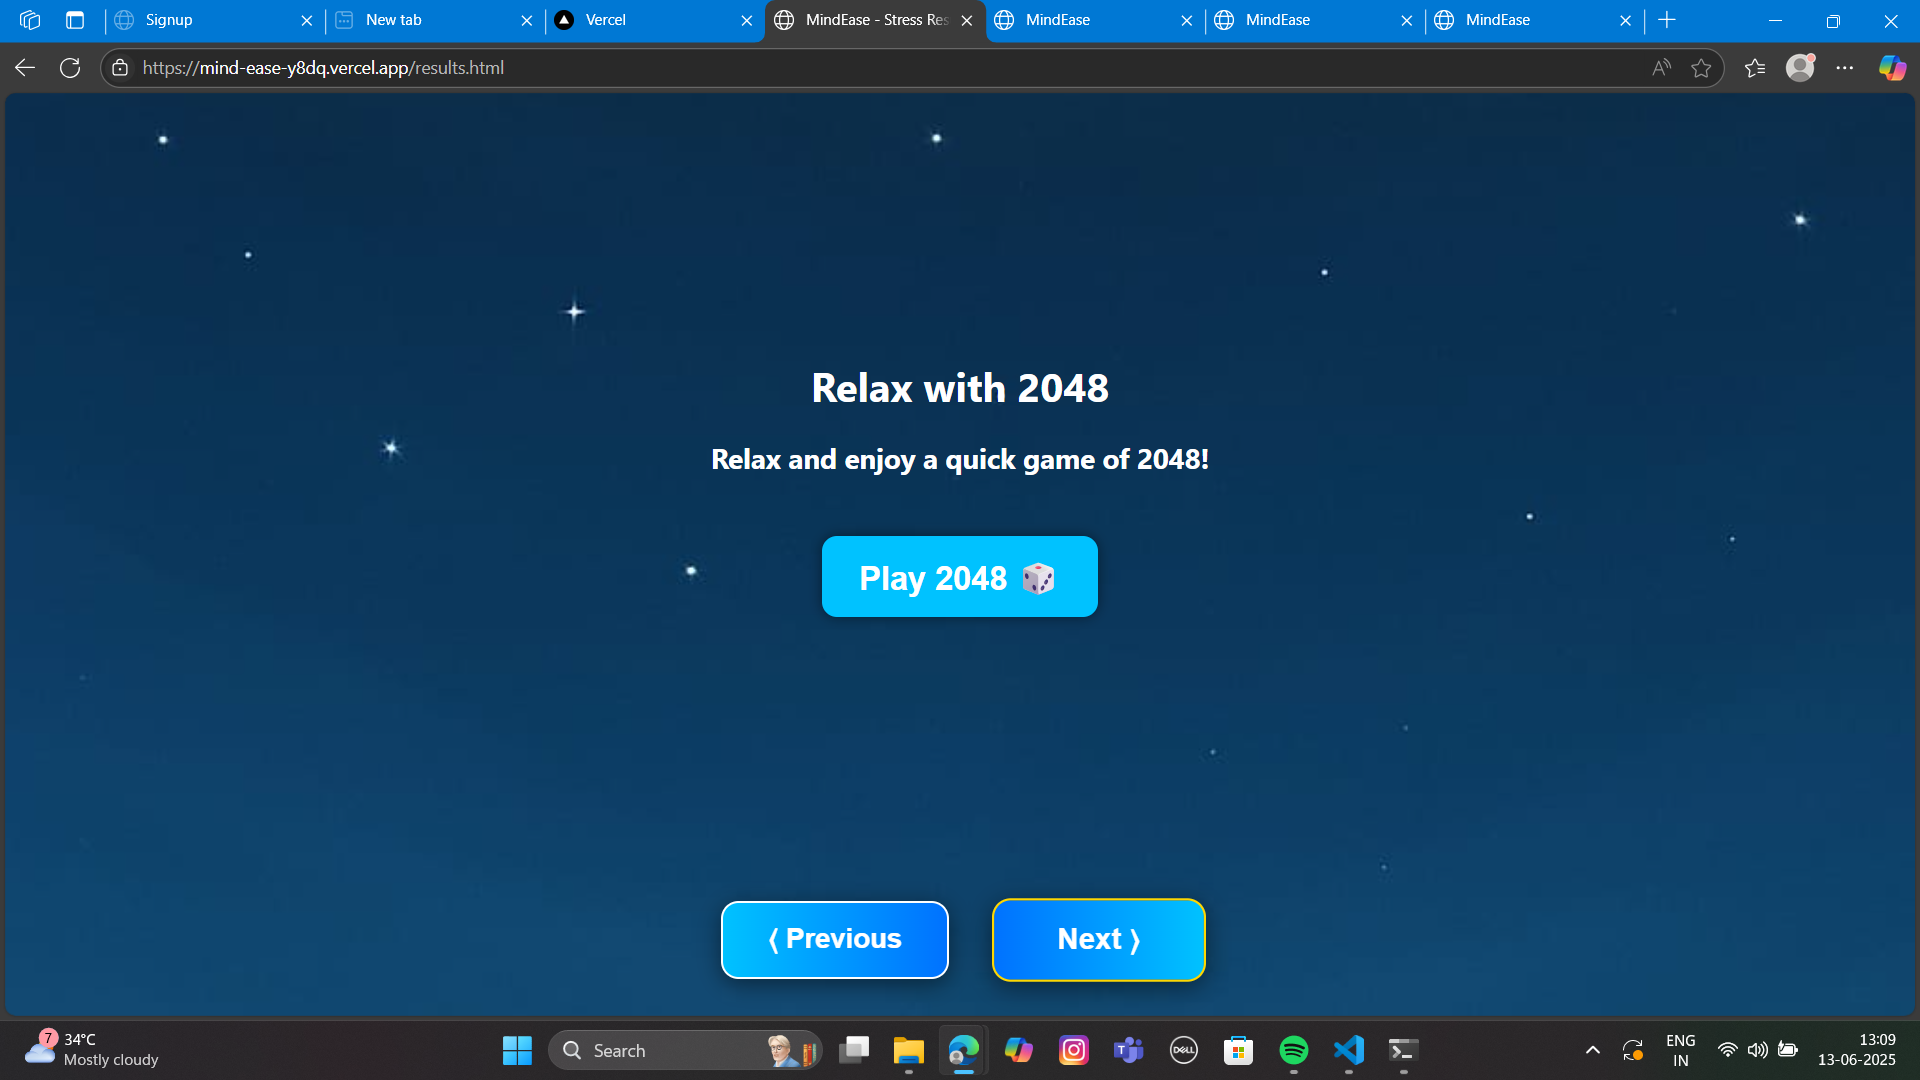 Signup
New tab
Vercel
MindEase - Stress Res
MindEase
MindEase
MindEase
https://mind-ease-y8dq.vercel.app/results.html
Relax with 2048
Relax and enjoy a quick game of 2048!
Play 2048
⟨ Previous
Next ⟩
7
34°C
Mostly cloudy
Search
T
DELL
ENG
IN
13:09
13-06-2025